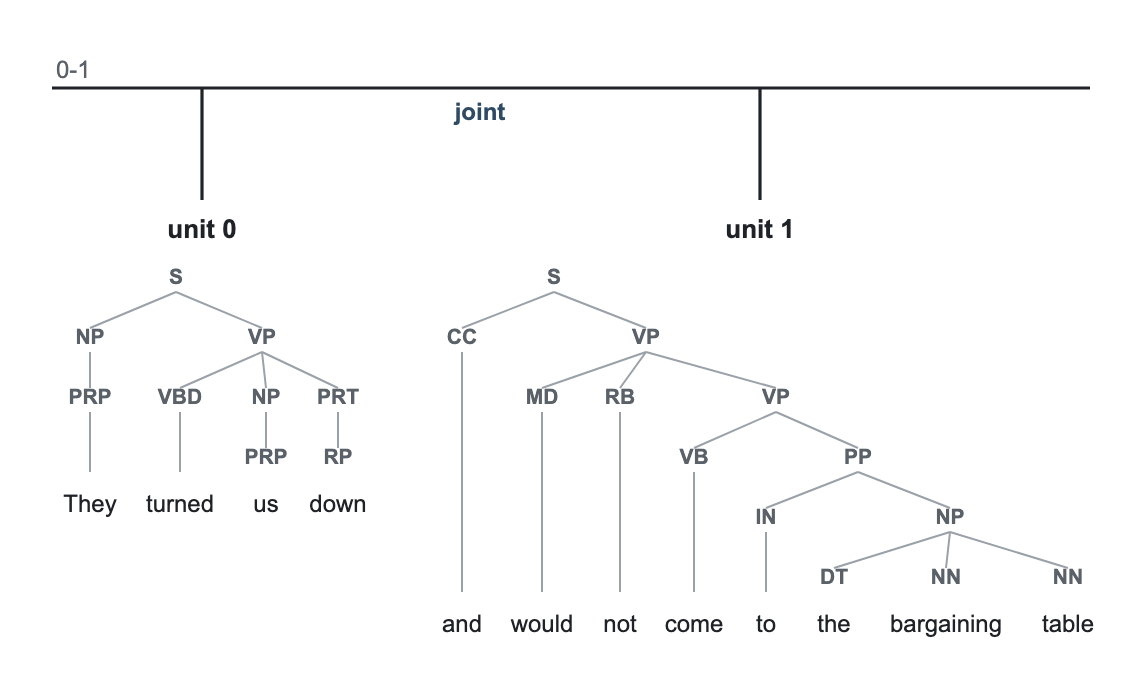 0-1
joint
unit 0 unit 1
S S
NP VP CC VP
PRP VBD NP PRT MD RB VP
PRP RP VB PP
They turned us down
IN NP
DT NN NN
and would not come to the bargaining table